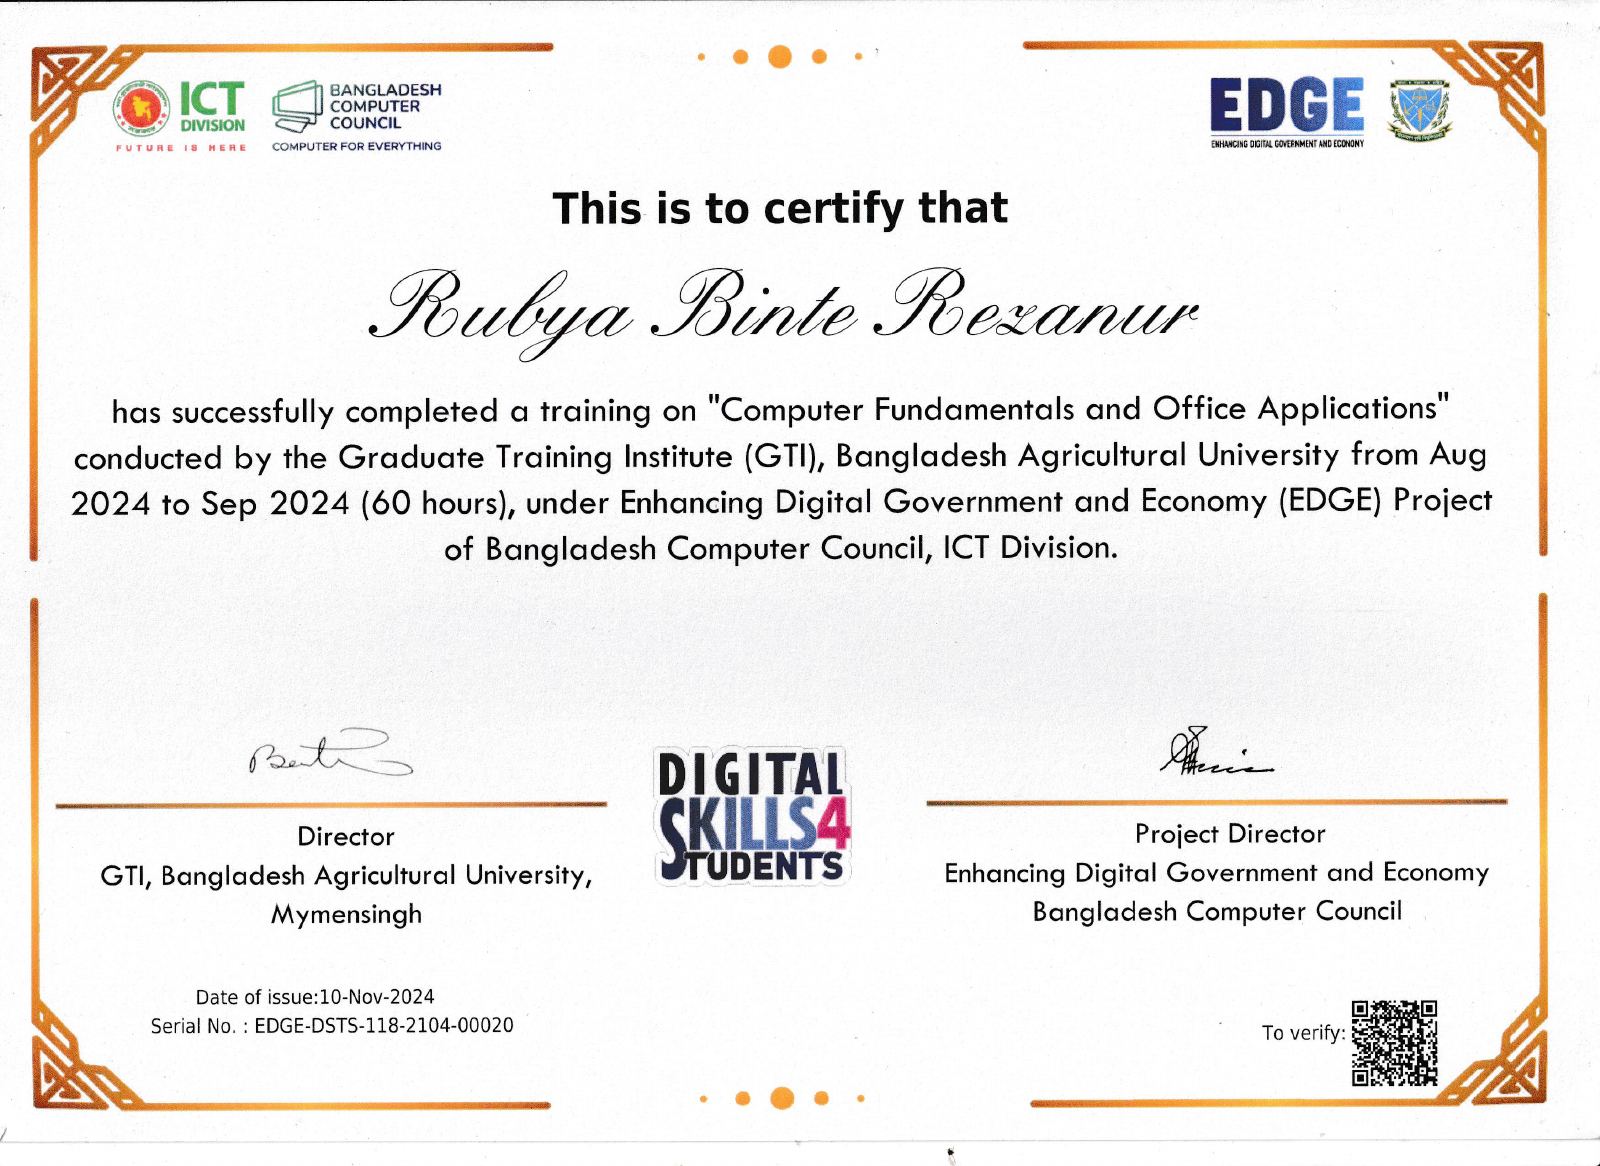 ICT
DIVISION
FUTURE IS HERE
BANGLADESH
COMPUTER
COUNCIL
COMPUTER FOR EVERYTHING
EDGE
ENHANCING DIGITAL GOVERNMENT AND ECONOMY
This is to certify that
Rubya Binte Rezanur
has successfully completed a training on "Computer Fundamentals and Office Applications"
conducted by the Graduate Training Institute (GTI), Bangladesh Agricultural University from Aug
2024 to Sep 2024 (60 hours), under Enhancing Digital Government and Economy (EDGE) Project
of Bangladesh Computer Council, ICT Division.
DIGITAL
SKILLS4
STUDENTS
Director
GTI, Bangladesh Agricultural University,
Mymensingh
Project Director
Enhancing Digital Government and Economy
Bangladesh Computer Council
Date of issue:10-Nov-2024
Serial No. : EDGE-DSTS-118-2104-00020
To verify: